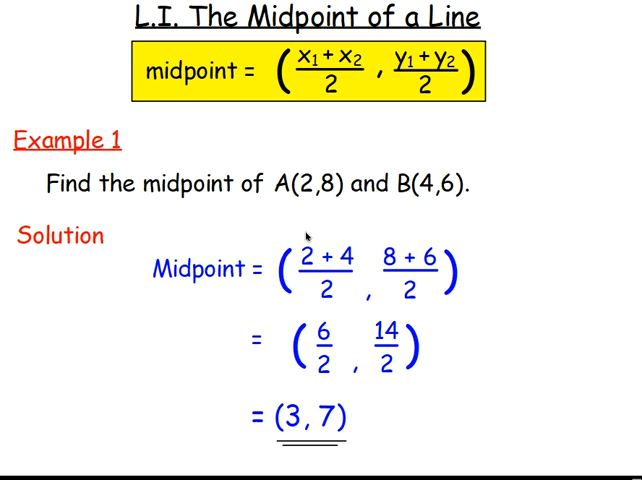 L.I. The Midpoint of a Line
midpoint = ( x₁ + x₂ / 2 , y₁ + y₂ / 2 )
Example 1
Find the midpoint of A(2,8) and B(4,6).
Solution
Midpoint = ( 2 + 4 / 2 , 8 + 6 / 2 )
= ( 6 / 2 , 14 / 2 )
= (3, 7)